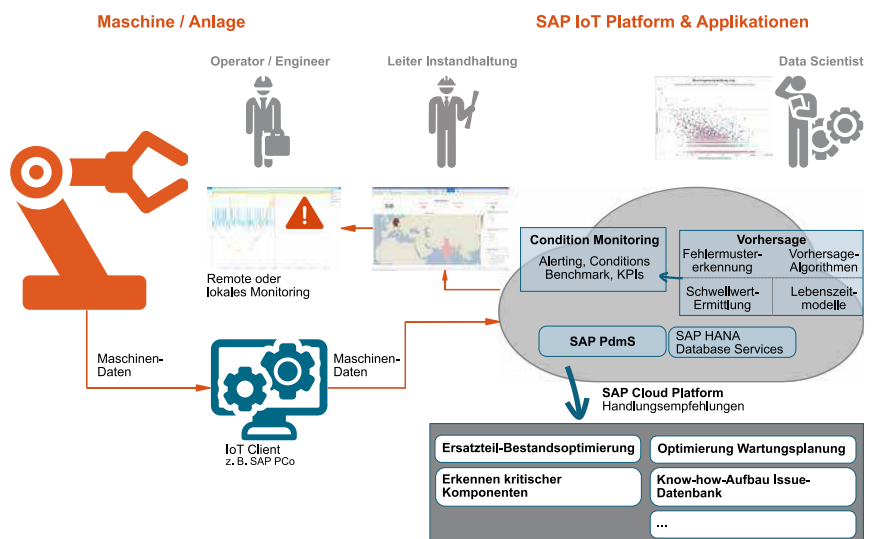 Maschine / Anlage
SAP IoT Platform & Applikationen
Operator / Engineer
Leiter Instandhaltung
Data Scientist
Remote oder
lokales Monitoring
Condition Monitoring
Alerting, Conditions
Benchmark, KPIs
Vorhersage
Fehlermuster-
erkennung
Vorhersage-
Algorithmen
Schwellwert-
Ermittlung
Lebenszeit-
modelle
SAP PdmS
SAP HANA
Database Services
Maschinen-
Daten
Maschinen-
Daten
IoT Client
z. B. SAP PCo
SAP Cloud Platform
Handlungsempfehlungen
Ersatzteil-Bestandsoptimierung
Optimierung Wartungsplanung
Erkennen kritischer
Komponenten
Know-how-Aufbau Issue-
Datenbank
...